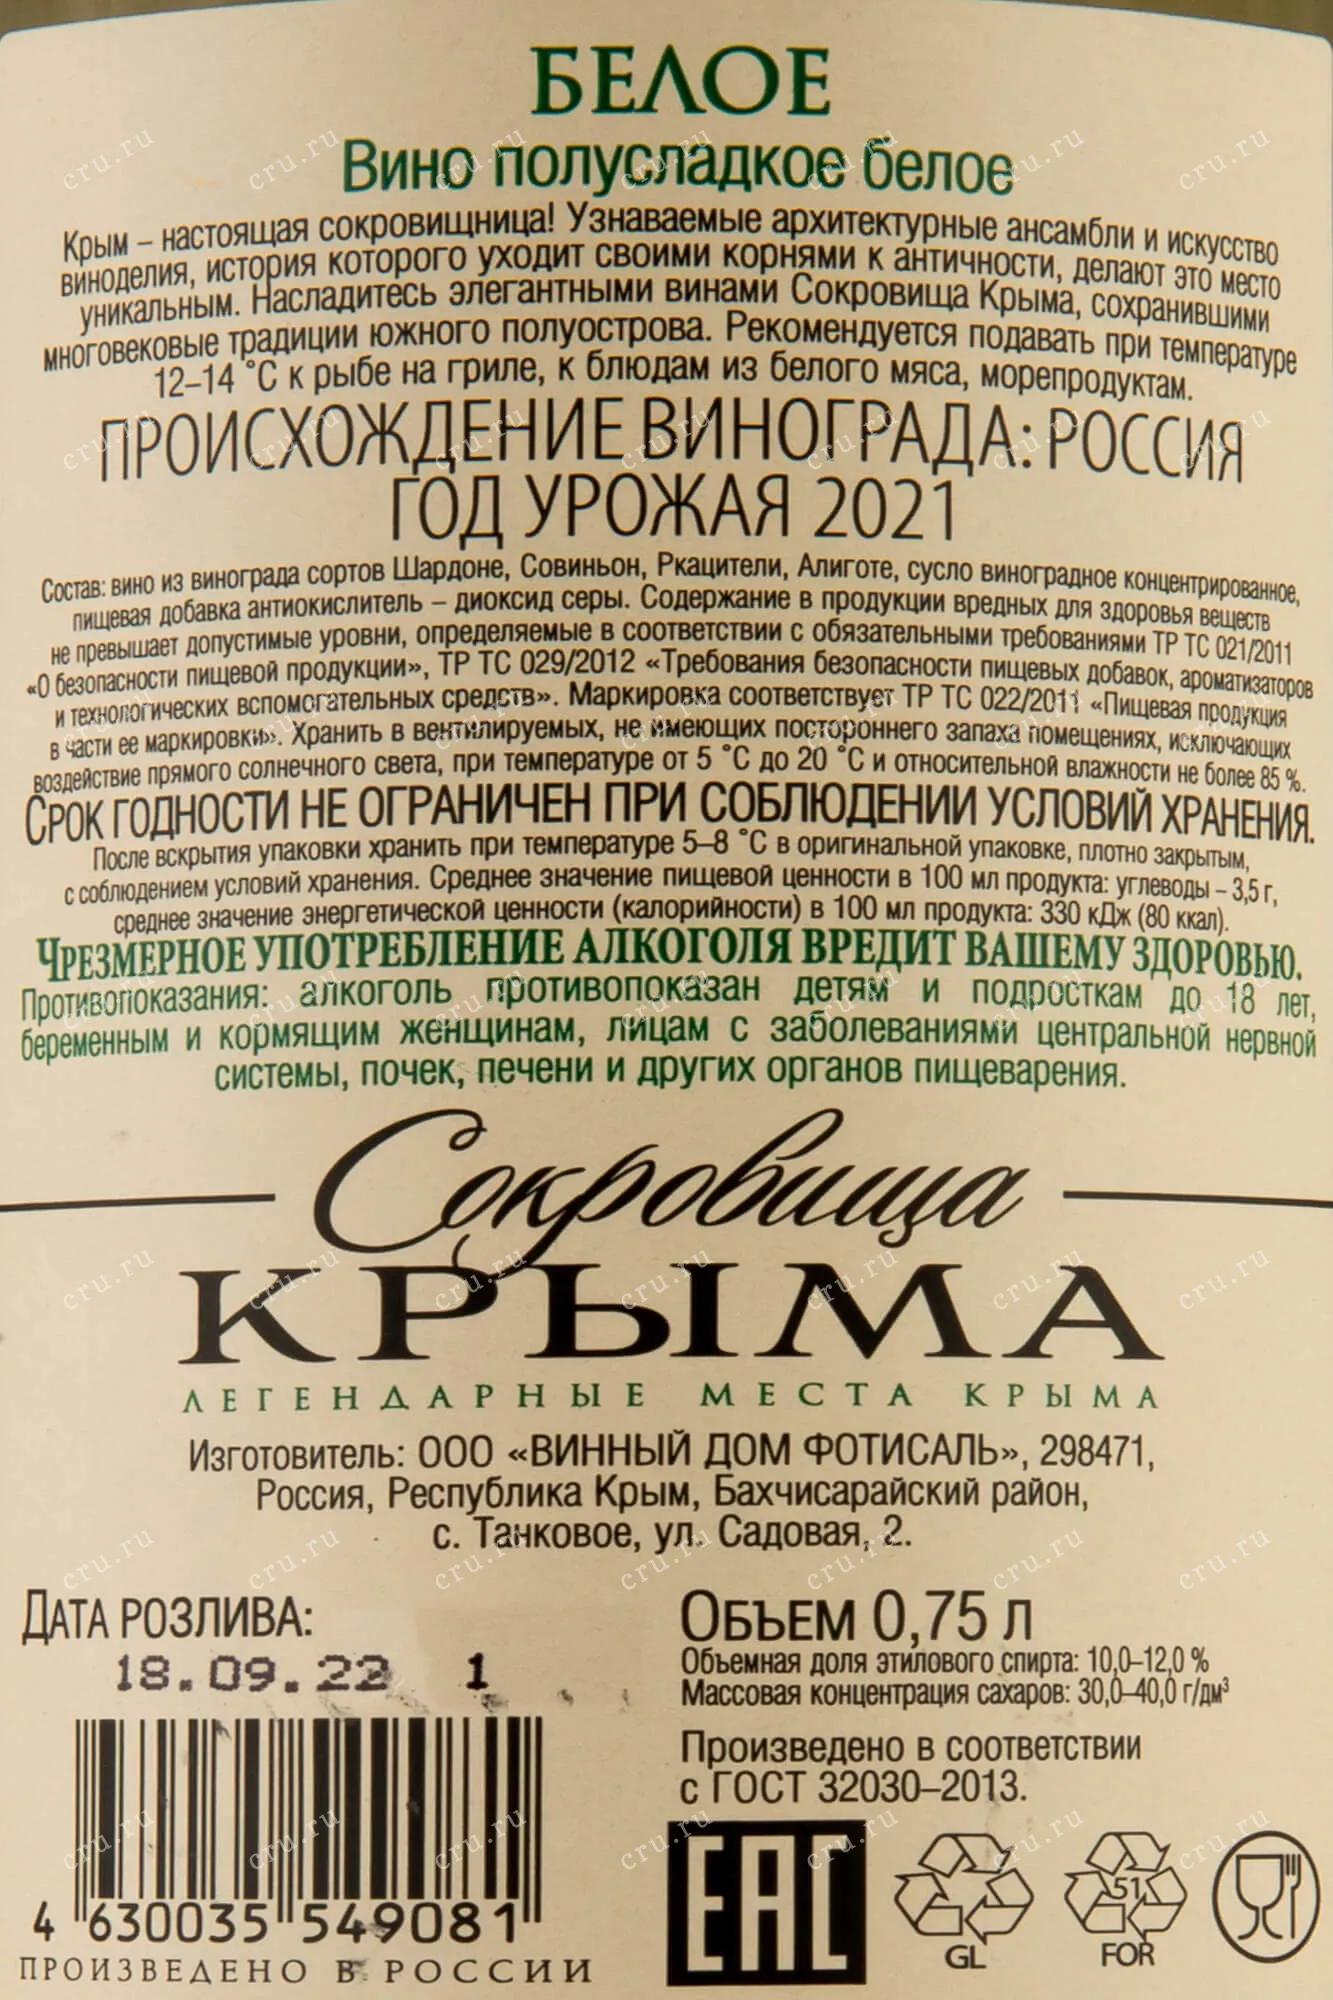 БЕЛОЕ
Вино полусладкое белое
Крым – настоящая сокровищница! Узнаваемые архитектурные ансамбли и искусство
виноделия, история которого уходит своими корнями к античности, делают это место
уникальным. Насладитесь элегантными винами Сокровища Крыма, сохранившими
многовековые традиции южного полуострова. Рекомендуется подавать при температуре
12–14 °С к рыбе на гриле, к блюдам из белого мяса, морепродуктам.
ПРОИСХОЖДЕНИЕ ВИНОГРАДА: РОССИЯ
ГОД УРОЖАЯ 2021
Состав: вино из винограда сортов Шардоне, Совиньон, Ркацители, Алиготе, сусло виноградное концентрированное,
пищевая добавка антиокислитель – диоксид серы. Содержание в продукции вредных для здоровья веществ
не превышает допустимые уровни, определяемые в соответствии с обязательными требованиями ТР ТС 021/2011
«О безопасности пищевой продукции», ТР ТС 029/2012 «Требования безопасности пищевых добавок, ароматизаторов
и технологических вспомогательных средств». Маркировка соответствует ТР ТС 022/2011 «Пищевая продукция
в части ее маркировки». Хранить в вентилируемых, не имеющих постороннего запаха помещениях, исключающих
воздействие прямого солнечного света, при температуре от 5 °С до 20 °С и относительной влажности не более 85 %.
СРОК ГОДНОСТИ НЕ ОГРАНИЧЕН ПРИ СОБЛЮДЕНИИ УСЛОВИЙ ХРАНЕНИЯ.
После вскрытия упаковки хранить при температуре 5–8 °С в оригинальной упаковке, плотно закрытым,
с соблюдением условий хранения. Среднее значение пищевой ценности в 100 мл продукта: углеводы – 3,5 г,
среднее значение энергетической ценности (калорийности) в 100 мл продукта: 330 кДж (80 ккал).
ЧРЕЗМЕРНОЕ УПОТРЕБЛЕНИЕ АЛКОГОЛЯ ВРЕДИТ ВАШЕМУ ЗДОРОВЬЮ.
Противопоказания: алкоголь противопоказан детям и подросткам до 18 лет,
беременным и кормящим женщинам, лицам с заболеваниями центральной нервной
системы, почек, печени и других органов пищеварения.
Сокровища
КРЫМА
ЛЕГЕНДАРНЫЕ МЕСТА КРЫМА
Изготовитель: ООО «ВИННЫЙ ДОМ ФОТИСАЛЬ», 298471,
Россия, Республика Крым, Бахчисарайский район,
с. Танковое, ул. Садовая, 2.
ДАТА РОЗЛИВА:
18.09.22 1
ОБЪЕМ 0,75 л
Объемная доля этилового спирта: 10,0–12,0 %
Массовая концентрация сахаров: 30,0–40,0 г/дм³
Произведено в соответствии
с ГОСТ 32030–2013.
4 630035 549081
ПРОИЗВЕДЕНО В РОССИИ
EAC
GL
51
FOR
cru.ru